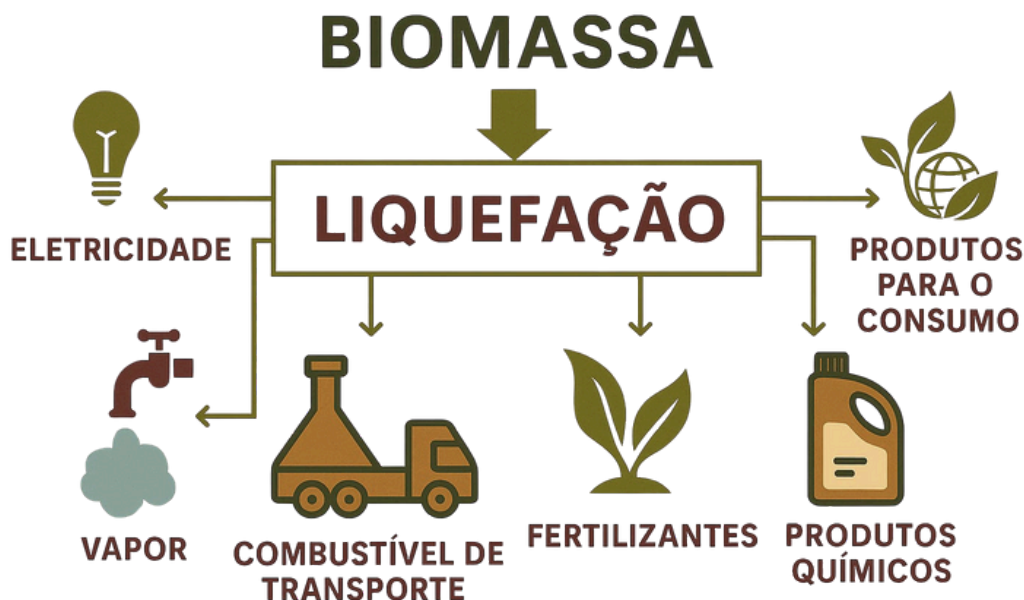 BIOMASSA
LIQUEFAÇÃO
ELETRICIDADE
PRODUTOS
PARA O
CONSUMO
VAPOR
COMBUSTÍVEL DE
TRANSPORTE
FERTILIZANTES
PRODUTOS
QUÍMICOS